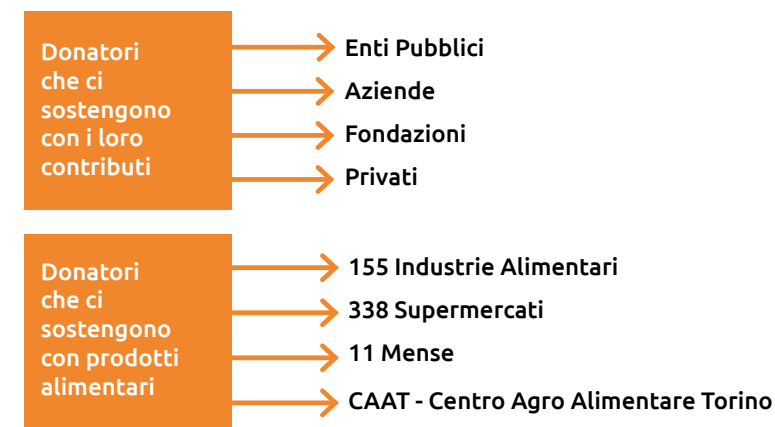 Donatori
che ci
sostengono
con i loro
contributi
Enti Pubblici
Aziende
Fondazioni
Privati
Donatori
che ci
sostengono
con prodotti
alimentari
155 Industrie Alimentari
338 Supermercati
11 Mense
CAAT - Centro Agro Alimentare Torino